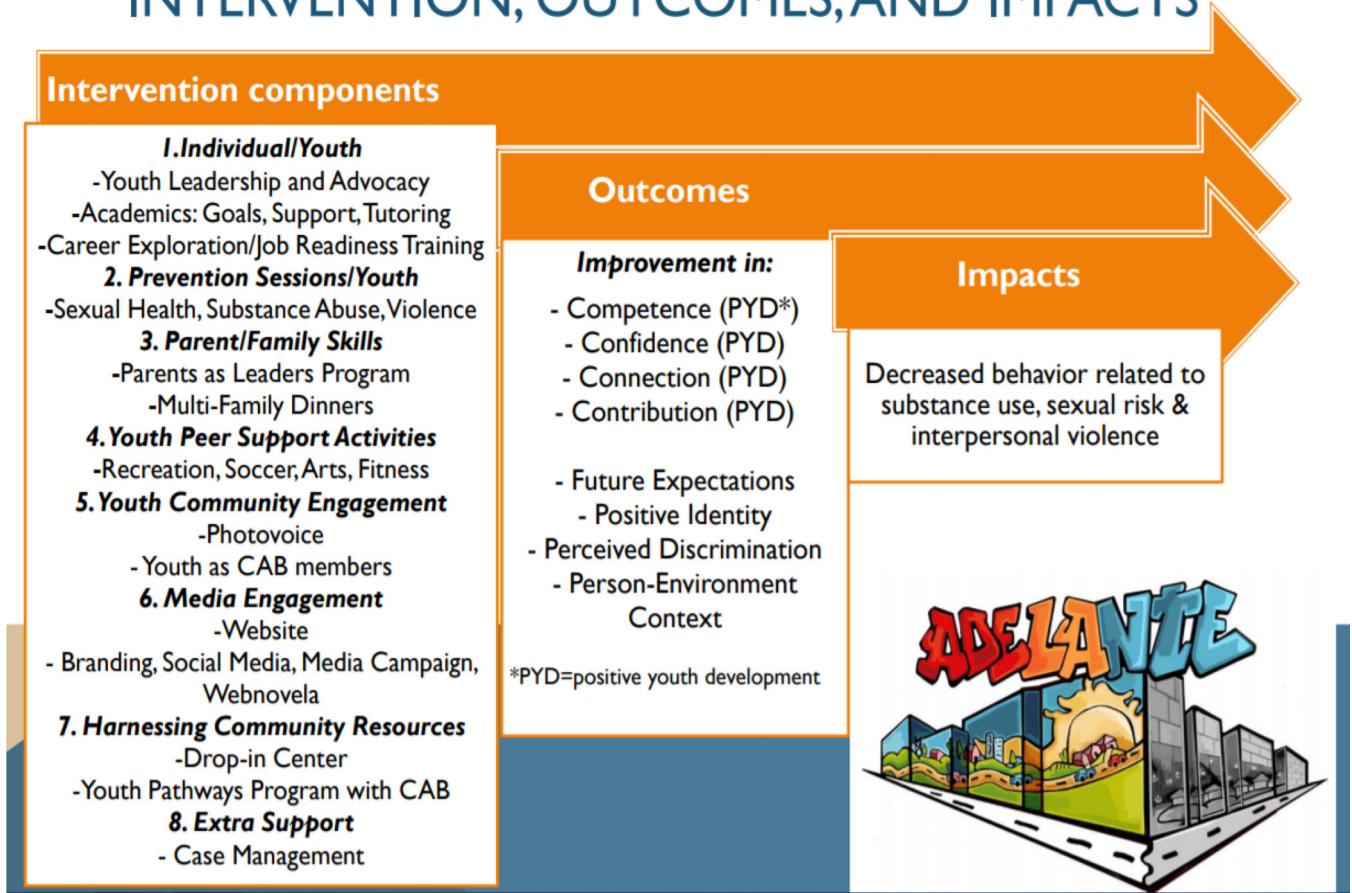 INTERVENTION, OUTCOMES, AND IMPACTS
Intervention components
1.Individual/Youth
-Youth Leadership and Advocacy
-Academics: Goals, Support, Tutoring
-Career Exploration/Job Readiness Training
2. Prevention Sessions/Youth
-Sexual Health, Substance Abuse, Violence
3. Parent/Family Skills
-Parents as Leaders Program
-Multi-Family Dinners
4. Youth Peer Support Activities
-Recreation, Soccer, Arts, Fitness
5. Youth Community Engagement
-Photovoice
- Youth as CAB members
6. Media Engagement
-Website
- Branding, Social Media, Media Campaign,
Webnovela
7. Harnessing Community Resources
-Drop-in Center
-Youth Pathways Program with CAB
8. Extra Support
- Case Management
Outcomes
Improvement in:
- Competence (PYD*)
- Confidence (PYD)
- Connection (PYD)
- Contribution (PYD)
- Future Expectations
- Positive Identity
- Perceived Discrimination
- Person-Environment
Context
*PYD=positive youth development
Impacts
Decreased behavior related to
substance use, sexual risk &
interpersonal violence
ADELANTE